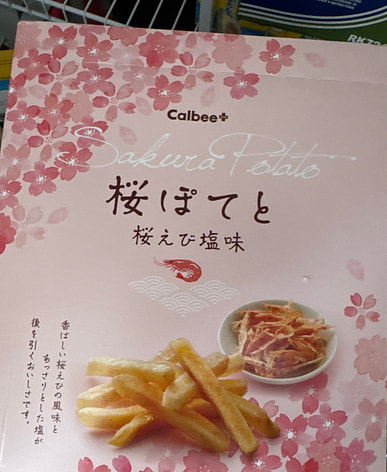 RK72
Calbee+
Sakura Potato
桜ぽてと
桜えび塩味
香ばしい桜えびの風味と
あっさりとした塩が
後を引くおいしさです。